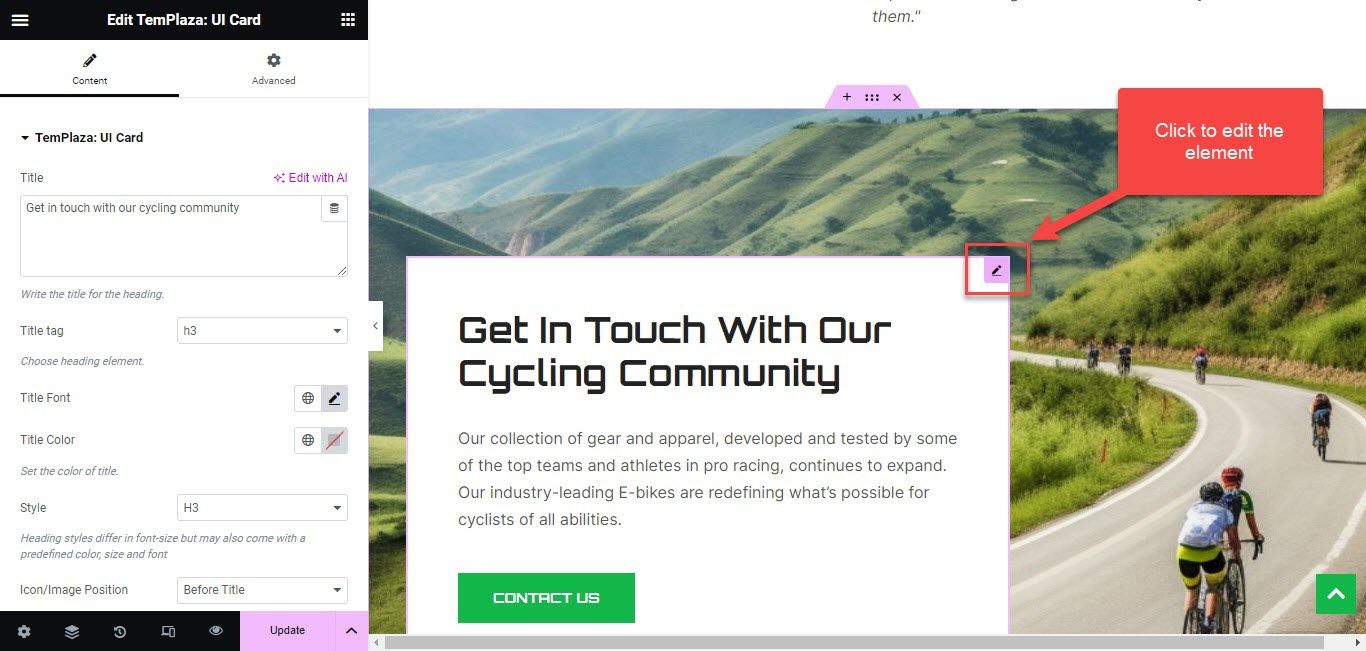 Edit TemPlaza: UI Card
Content
Advanced
TemPlaza: UI Card
Title
Edit with AI
Get in touch with our cycling community
Write the title for the heading.
Title tag
h3
Choose heading element.
Title Font
Title Color
Set the color of title.
Style
H3
Heading styles differ in font-size but may also come with a
predefined color, size and font
Icon/Image Position
Before Title
Update
them."
Click to edit the
element
Get In Touch With Our
Cycling Community
Our collection of gear and apparel, developed and tested by some
of the top teams and athletes in pro racing, continues to expand.
Our industry-leading E-bikes are redefining what’s possible for
cyclists of all abilities.
CONTACT US